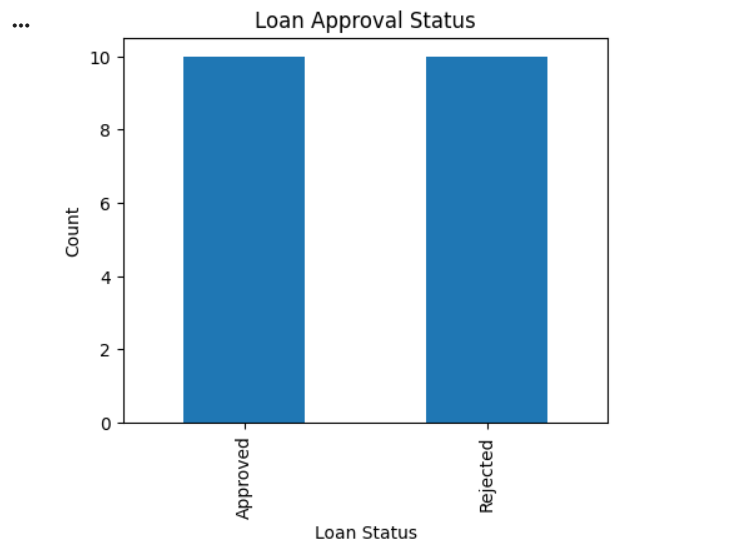 ...
Loan Approval Status
10
8
6
4
2
0
Count
Approved
Rejected
Loan Status